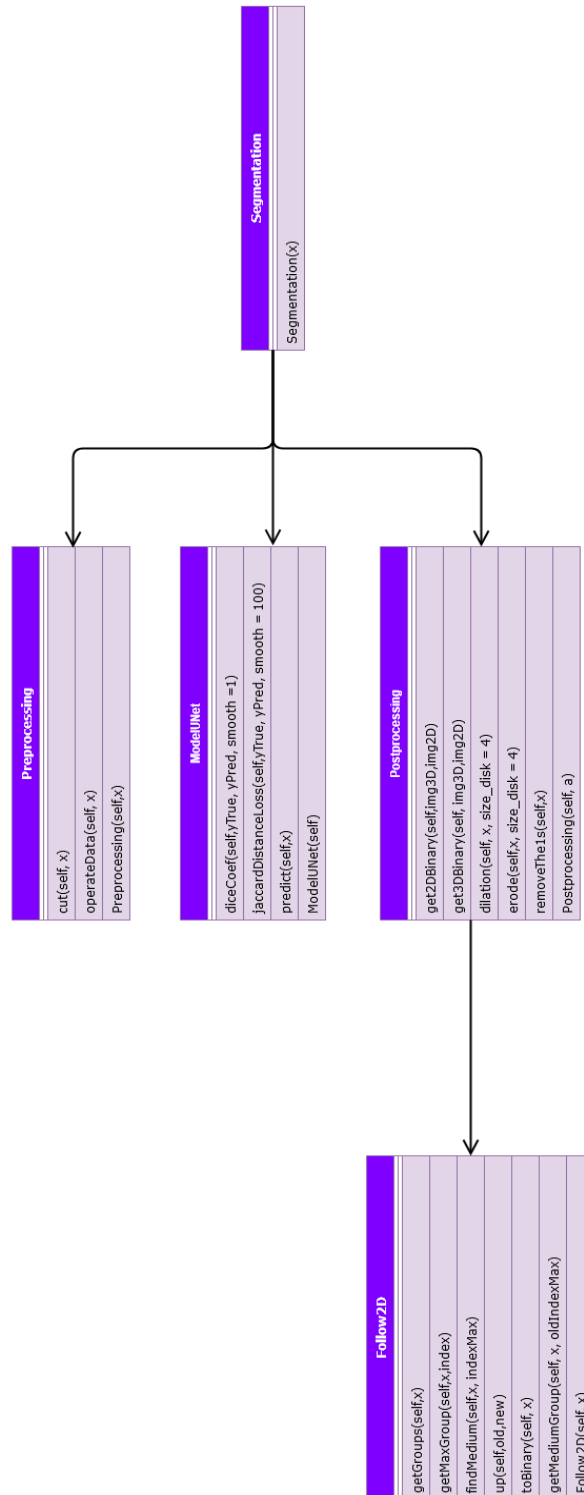 Segmentation
Segmentation(x)
Preprocessing
cut(self, x)
operateData(self, x)
Preprocessing(self,x)
ModelUNet
diceCoef(self,yTrue, yPred, smooth =1)
jaccardDistanceLoss(self,yTrue, yPred, smooth = 100)
predict(self,x)
ModelUNet(self)
Postprocessing
get2DBinary(self,img3D,img2D)
get3DBinary(self, img3D,img2D)
dilation(self, x, size_disk = 4)
erode(self,x, size_disk = 4)
removeThe1s(self,x)
Postprocessing(self, a)
Follow2D
getGroups(self,x)
getMaxGroup(self,x,index)
findMedium(self,x, indexMax)
up(self,old,new)
toBinary(self, x)
getMediumGroup(self, x, oldIndexMax)
Follow2D(self, x)